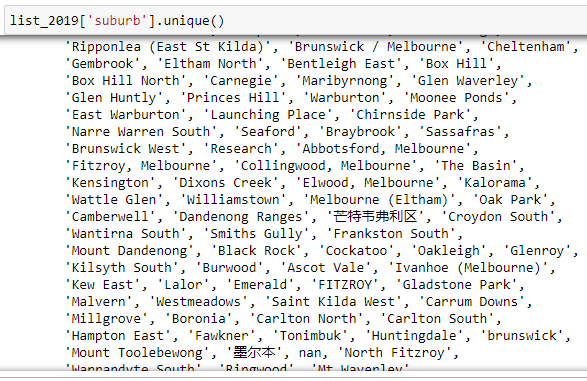 list_2019['suburb'].unique()
'Ripponlea (East St Kilda)', 'Brunswick / Melbourne', 'Cheltenham',
'Gembrook', 'Eltham North', 'Bentleigh East', 'Box Hill',
'Box Hill North', 'Carnegie', 'Maribyrnong', 'Glen Waverley',
'Glen Huntly', 'Princes Hill', 'Warburton', 'Moonee Ponds',
'East Warburton', 'Launching Place', 'Chirnside Park',
'Narre Warren South', 'Seaford', 'Braybrook', 'Sassafras',
'Brunswick West', 'Research', 'Abbotsford, Melbourne',
'Fitzroy, Melbourne', 'Collingwood, Melbourne', 'The Basin',
'Kensington', 'Dixons Creek', 'Elwood, Melbourne', 'Kalorama',
'Wattle Glen', 'Williamstown', 'Melbourne (Eltham)', 'Oak Park',
'Camberwell', 'Dandenong Ranges', '芒特韦弗利区', 'Croydon South',
'Wantirna South', 'Smiths Gully', 'Frankston South',
'Mount Dandenong', 'Black Rock', 'Cockatoo', 'Oakleigh', 'Glenroy',
'Kilsyth South', 'Burwood', 'Ascot Vale', 'Ivanhoe (Melbourne)',
'Kew East', 'Lalor', 'Emerald', 'FITZROY', 'Gladstone Park',
'Malvern', 'Westmeadows', 'Saint Kilda West', 'Carrum Downs',
'Millgrove', 'Boronia', 'Carlton North', 'Carlton South',
'Hampton East', 'Fawkner', 'Tonimbuk', 'Huntingdale', 'brunswick',
'Mount Toolebewong', '墨尔本', nan, 'North Fitzroy',
'Warrandyte South', 'Ringwood', 'Mt Waverley',